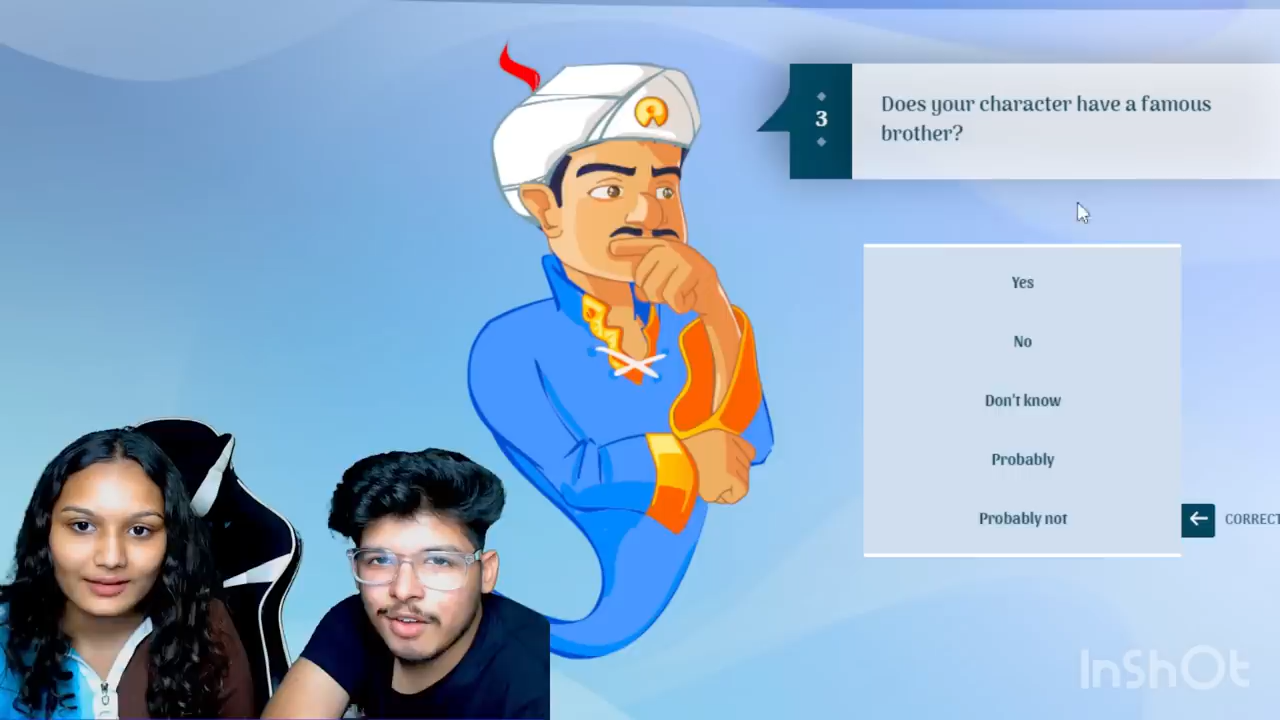 3
Does your character have a famous
brother?
Yes
No
Don't know
Probably
Probably not
CORRECT
InShOt